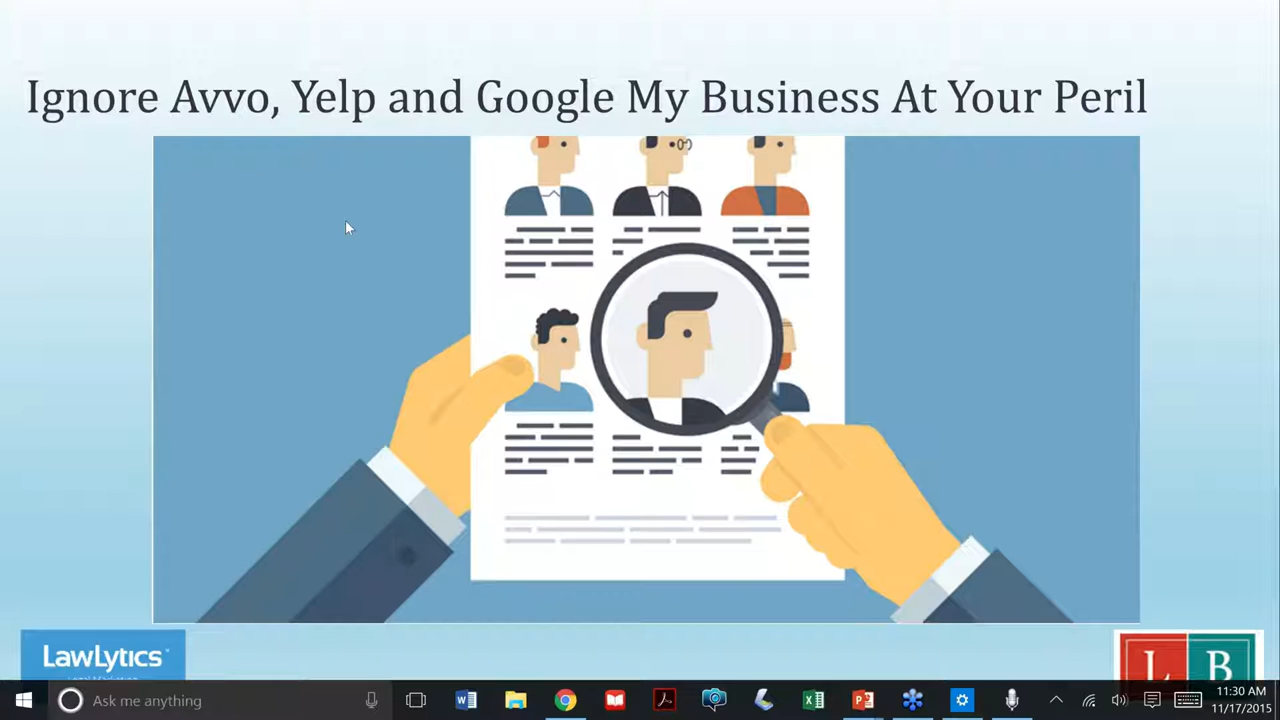 Ignore Avvo, Yelp and Google My Business At Your Peril
LAWLYTICS
L B
Ask me anything
11:30 AM
11/17/2015